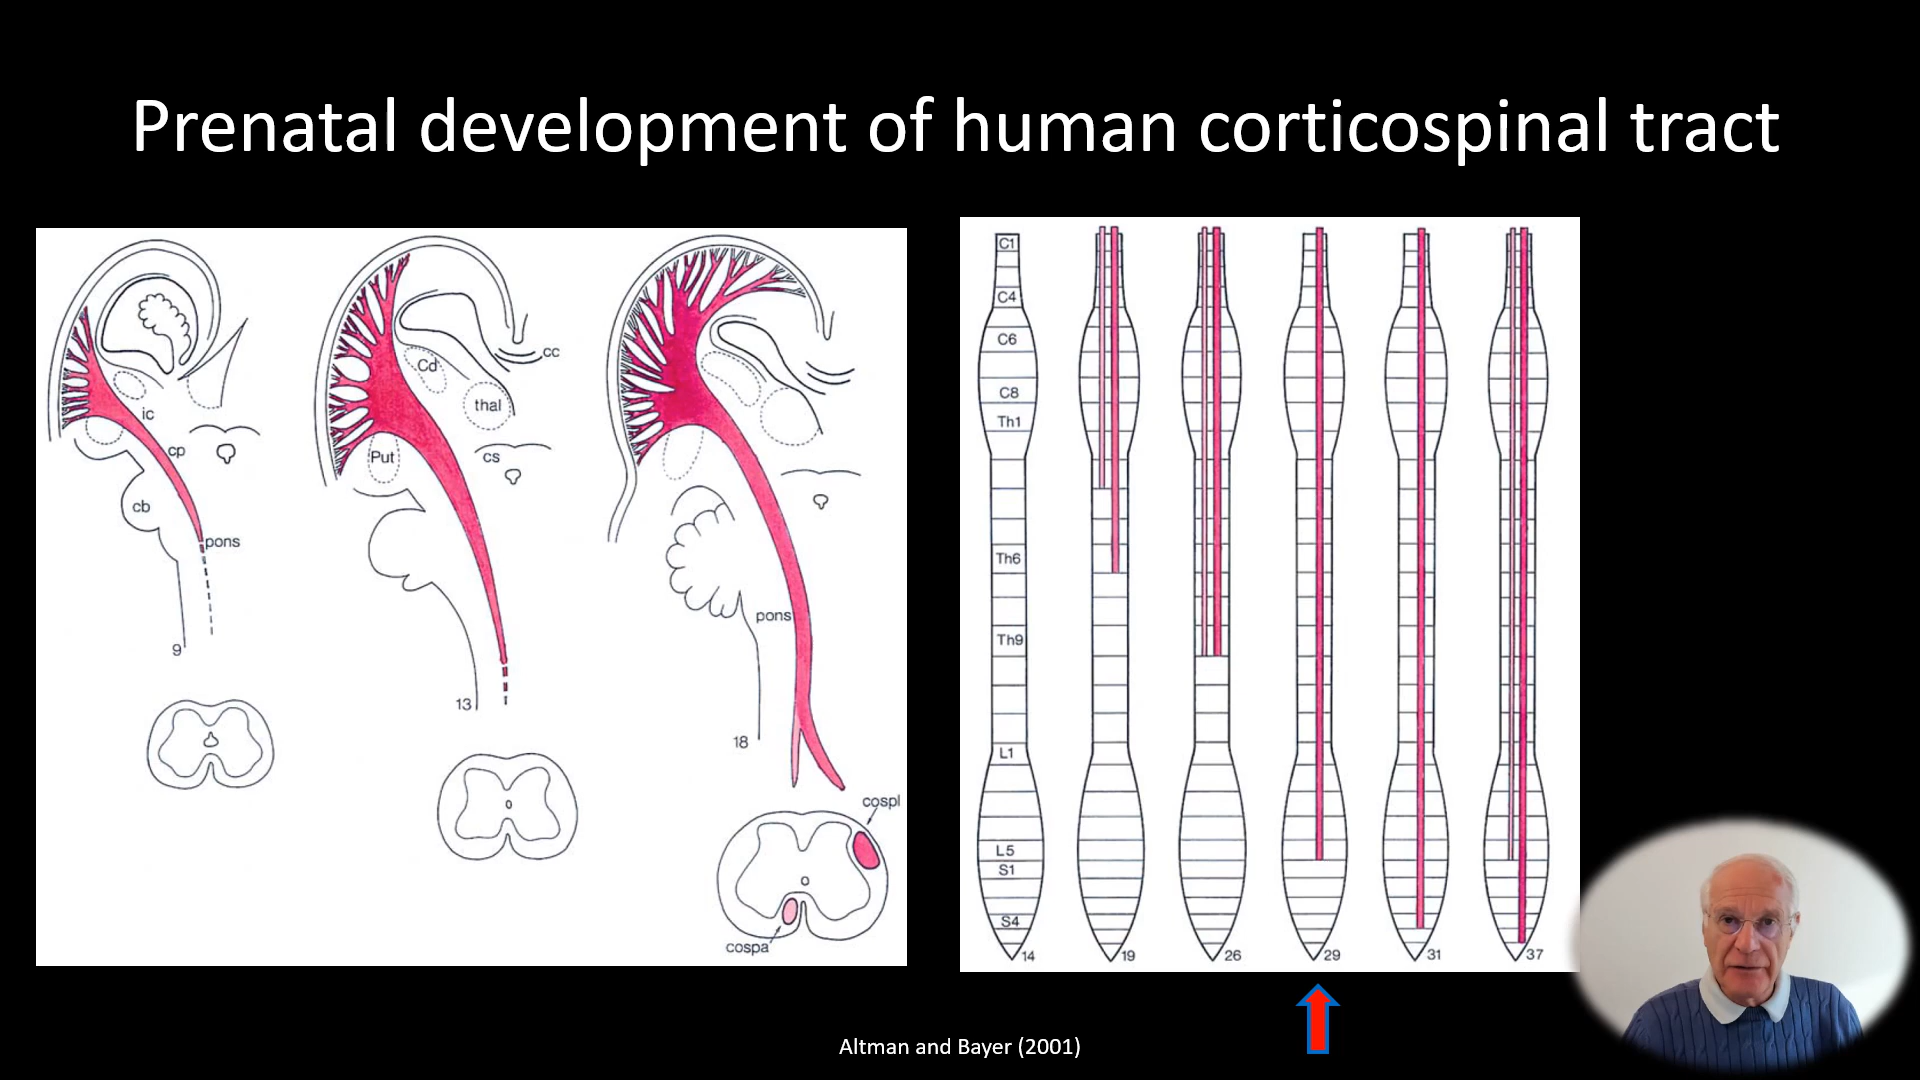 Prenatal development of human corticospinal tract
ic
cp
cb
pons
9
Cd
thal
cc
Put
cs
13
pons
18
cospl
cospa
C1
C4
C6
C8
Th1
Th6
Th9
L1
L5
S1
S4
14
19
26
29
31
37
Altman and Bayer (2001)